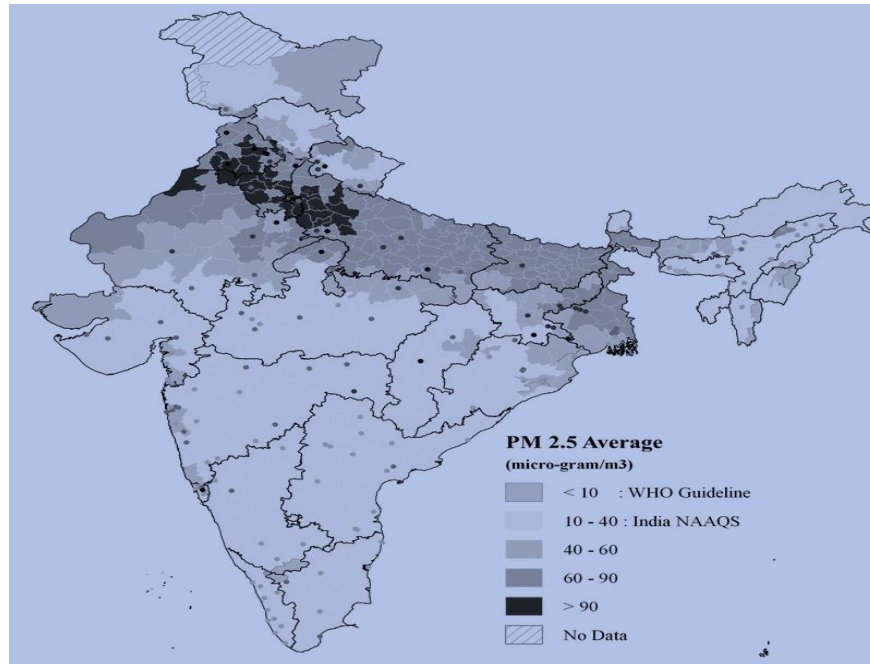 PM 2.5 Average
(micro-gram/m3)
< 10 : WHO Guideline
10 - 40 : India NAAQS
40 - 60
60 - 90
> 90
No Data